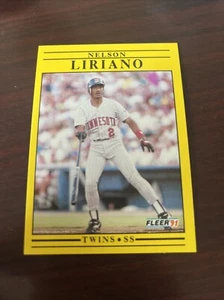 NELSON
LIRIANO
MINNESOTA
2
FLEER '91
TWINS • SS